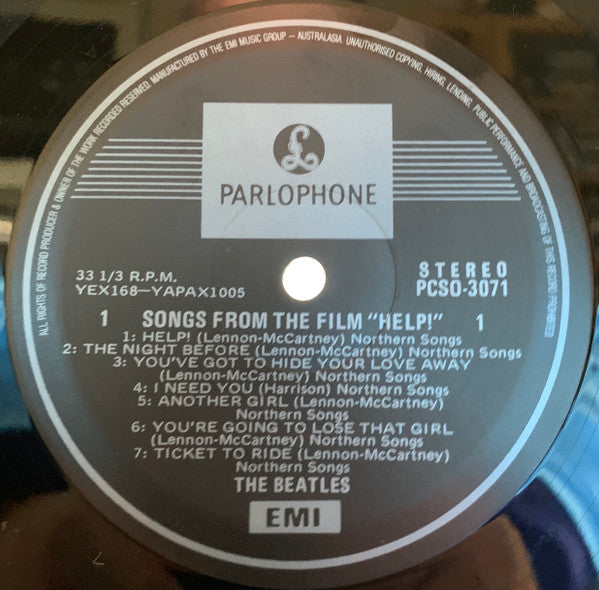 ALL RIGHTS OF RECORD PRODUCER & OWNER OF THE WORK RECORDED RESERVED. MANUFACTURED BY THE EMI MUSIC GROUP – AUSTRALASIA. UNAUTHORISED COPYING, HIRING, LENDING, PUBLIC PERFORMANCE AND BROADCASTING OF THIS RECORD PROHIBITED
£
PARLOPHONE
33 1/3 R.P.M.
YEX168—YAPAX1005
STEREO
PCSO-3071
1 SONGS FROM THE FILM "HELP!" 1
1: HELP! (Lennon-McCartney) Northern Songs
2: THE NIGHT BEFORE (Lennon-McCartney) Northern Songs
3: YOU'VE GOT TO HIDE YOUR LOVE AWAY
(Lennon-McCartney) Northern Songs
4: I NEED YOU (Harrison) Northern Songs
5: ANOTHER GIRL (Lennon-McCartney)
Northern Songs
6: YOU'RE GOING TO LOSE THAT GIRL
(Lennon-McCartney) Northern Songs
7: TICKET TO RIDE (Lennon-McCartney)
Northern Songs
THE BEATLES
EMI